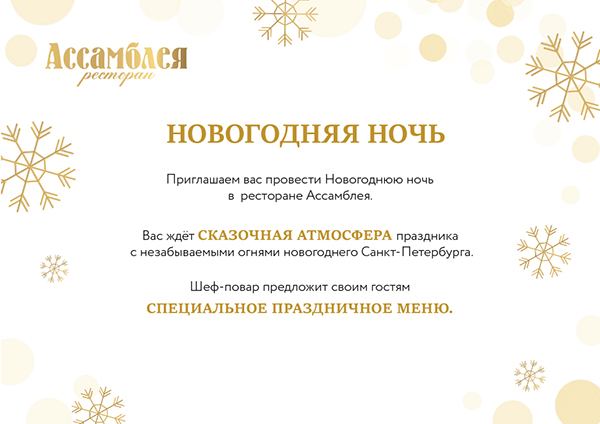 Ассамблея
ресторан
НОВОГОДНЯЯ НОЧЬ
Приглашаем вас провести Новогоднюю ночь
в ресторане Ассамблея.
Вас ждёт СКАЗОЧНАЯ АТМОСФЕРА праздника
с незабываемыми огнями новогоднего Санкт-Петербурга.
Шеф-повар предложит своим гостям
СПЕЦИАЛЬНОЕ ПРАЗДНИЧНОЕ МЕНЮ.